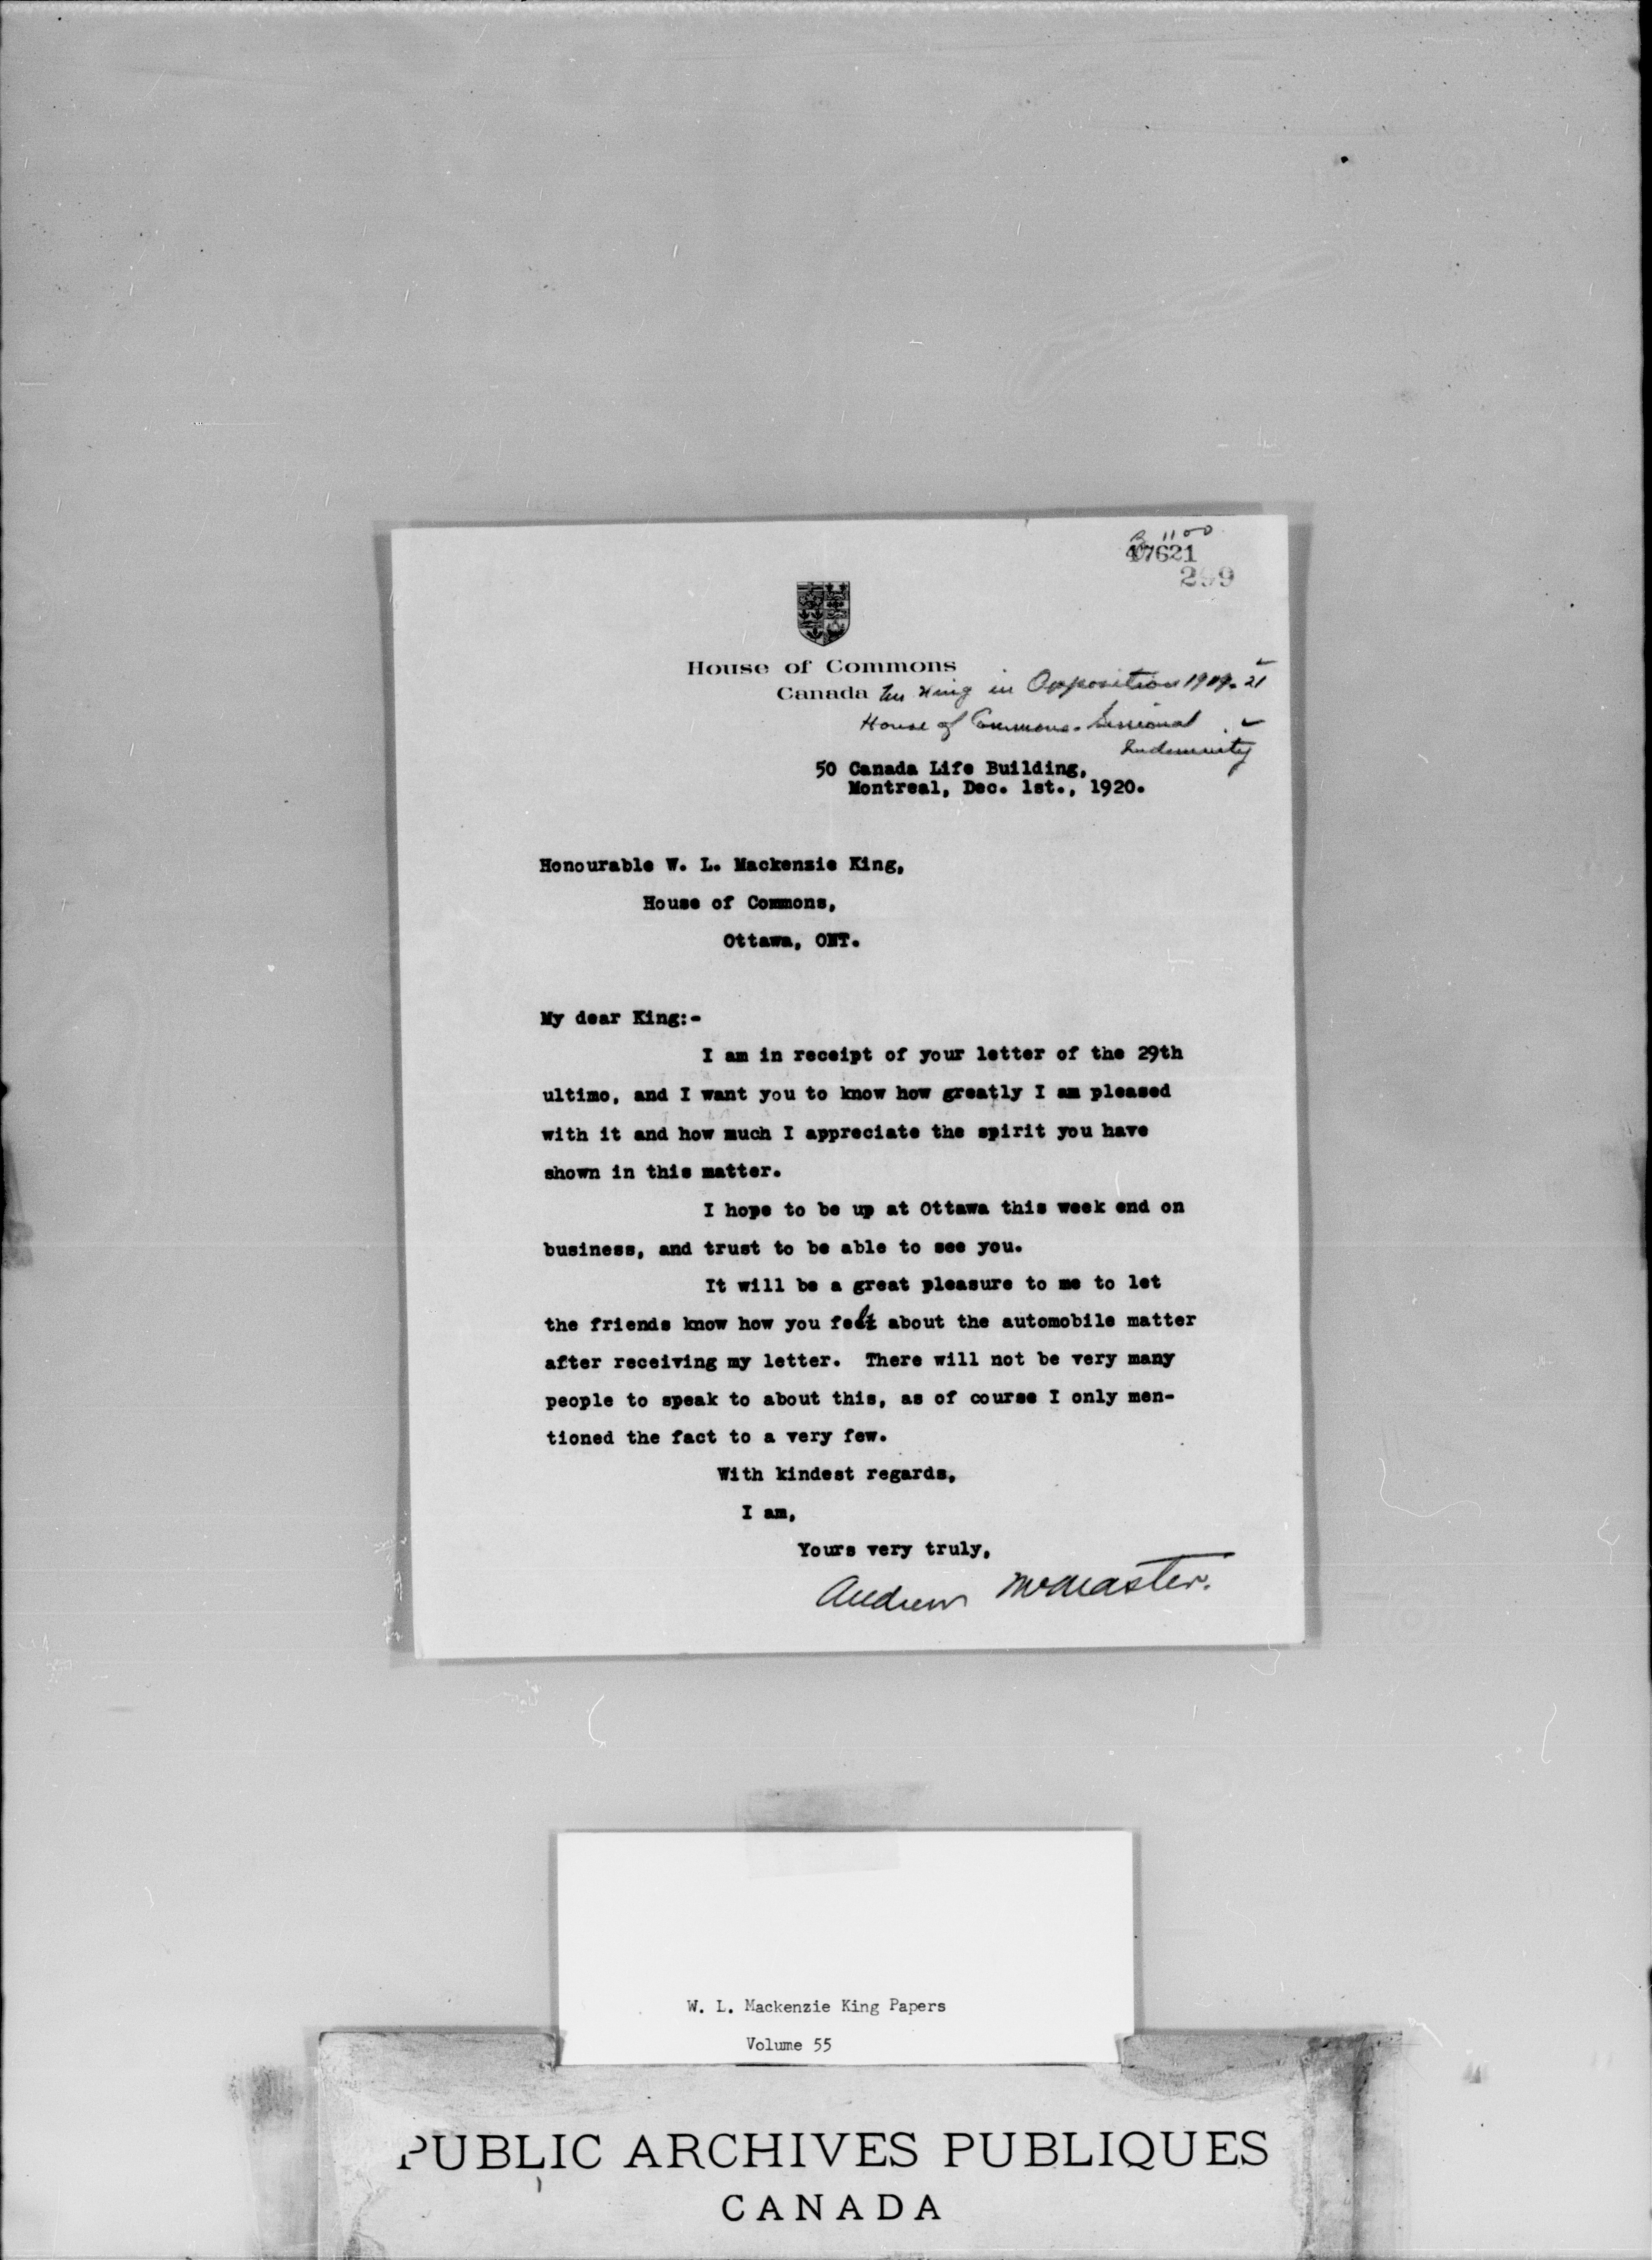 B 1100
47621
House of Commons
Canada
King in Opposition 1919-21
House of Commons - Sessional
Indemnity
50 Canada Life Building,
Montreal, Dec. 1st., 1920.
Honourable W. L. Mackenzie King,
House of Commons,
Ottawa, ONT.
My dear King:-
I am in receipt of your letter of the 29th
ultimo, and I want you to know how greatly I am pleased
with it and how much I appreciate the spirit you have
shown in this matter.
I hope to be up at Ottawa this week end on
business, and trust to be able to see you.
It will be a great pleasure to me to let
the friends know how you felt about the automobile matter
after receiving my letter. There will not be very many
people to speak to about this, as of course I only men-
tioned the fact to a very few.
With kindest regards,
I am,
Yours very truly,
Andrew McMaster.
W. L. Mackenzie King Papers
Volume 55
PUBLIC ARCHIVES PUBLIQUES
CANADA